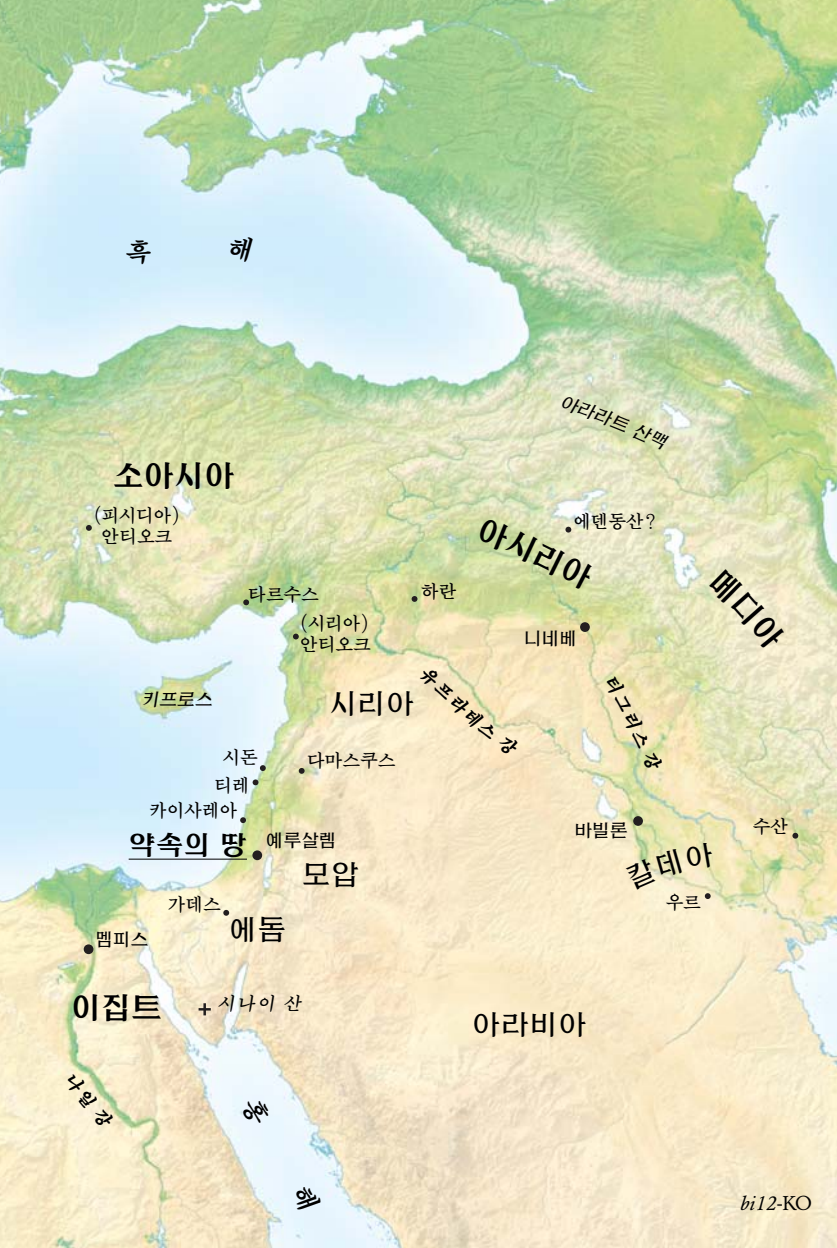 흑 해
아라라트 산맥
소아시아
(피시디아)
안티오크
아시리아
에덴동산?
메디아
타르수스
하란
(시리아)
안티오크
니네베
키프로스
시리아
유프라테스 강
티그리스 강
시돈
다마스쿠스
티레
카이사레아
약속의 땅
예루살렘
바빌론
수산
모압
칼데아
가데스
우르
에돔
멤피스
이집트
시나이 산
아라비아
나일 강
홍 해
bi12-KO